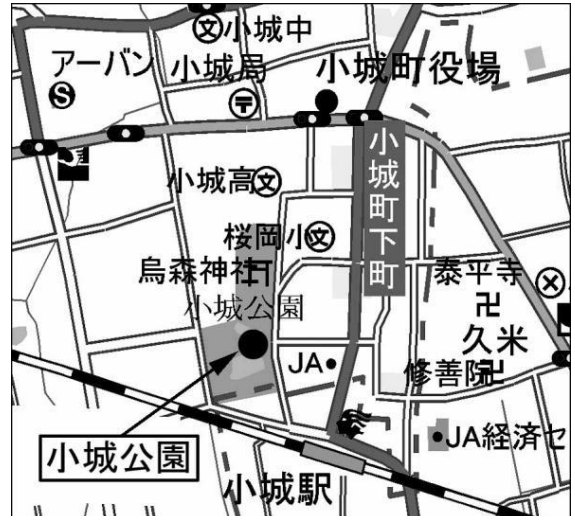 小城中
アーバン
小城局
小城町役場
S
〒
小城高
文
小城町下町
桜岡小
文
烏森神社
泰平寺
小城公園
久米
JA
修善院
小城公園
JA経済セ
小城駅